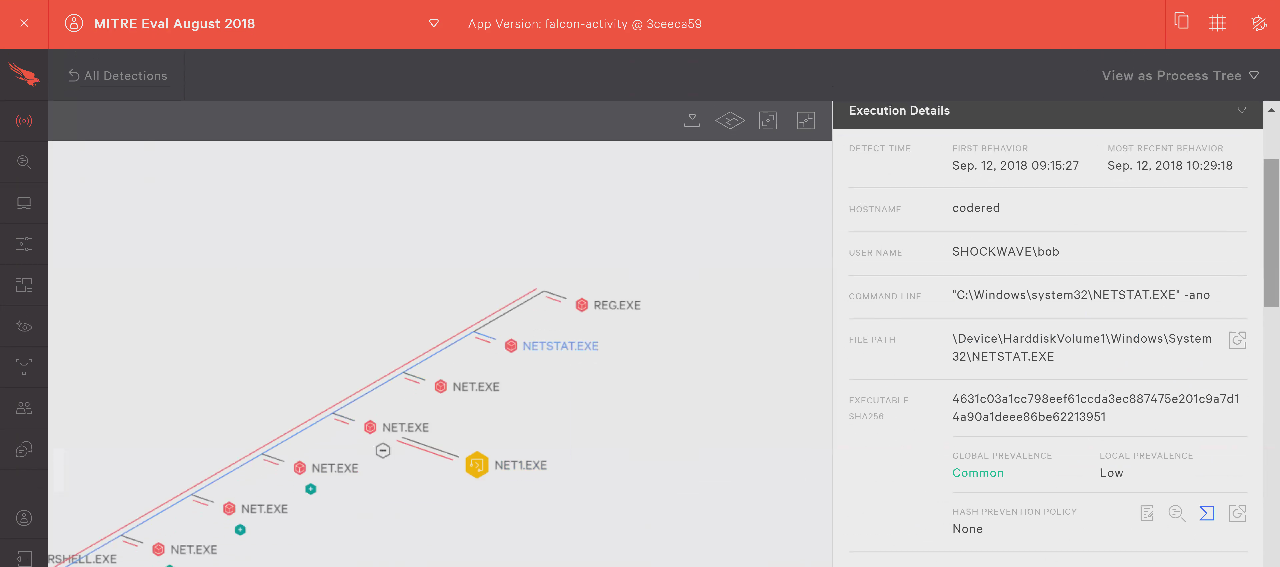 MITRE Eval August 2018
App Version: falcon-activity @ 3ceeca59
All Detections
View as Process Tree
Execution Details
DETECT TIME
FIRST BEHAVIOR
MOST RECENT BEHAVIOR
Sep. 12, 2018 09:15:27
Sep. 12, 2018 10:29:18
HOSTNAME
codered
USER NAME
SHOCKWAVE\bob
COMMAND LINE
"C:\Windows\system32\NETSTAT.EXE" -ano
FILE PATH
\Device\HarddiskVolume1\Windows\System
32\NETSTAT.EXE
EXECUTABLE
SHA256
4631c03a1cc798eef61ccda3ec887475e201c9a7d1
4a90a1deee86be62213951
GLOBAL PREVALENCE
LOCAL PREVALENCE
Common
Low
HASH PREVENTION POLICY
None
REG.EXE
NETSTAT.EXE
NET.EXE
NET.EXE
NET1.EXE
NET.EXE
NET.EXE
NET.EXE
RSHELL.EXE